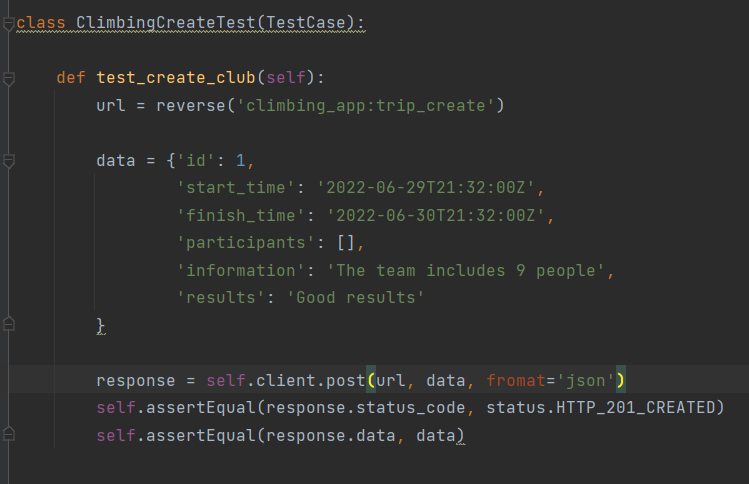 class ClimbingCreateTest(TestCase):
def test_create_club(self):
url = reverse('climbing_app:trip_create')
data = {'id': 1,
'start_time': '2022-06-29T21:32:00Z',
'finish_time': '2022-06-30T21:32:00Z',
'participants': [],
'information': 'The team includes 9 people',
'results': 'Good results'
}
response = self.client.post(url, data, fromat='json')
self.assertEqual(response.status_code, status.HTTP_201_CREATED)
self.assertEqual(response.data, data)